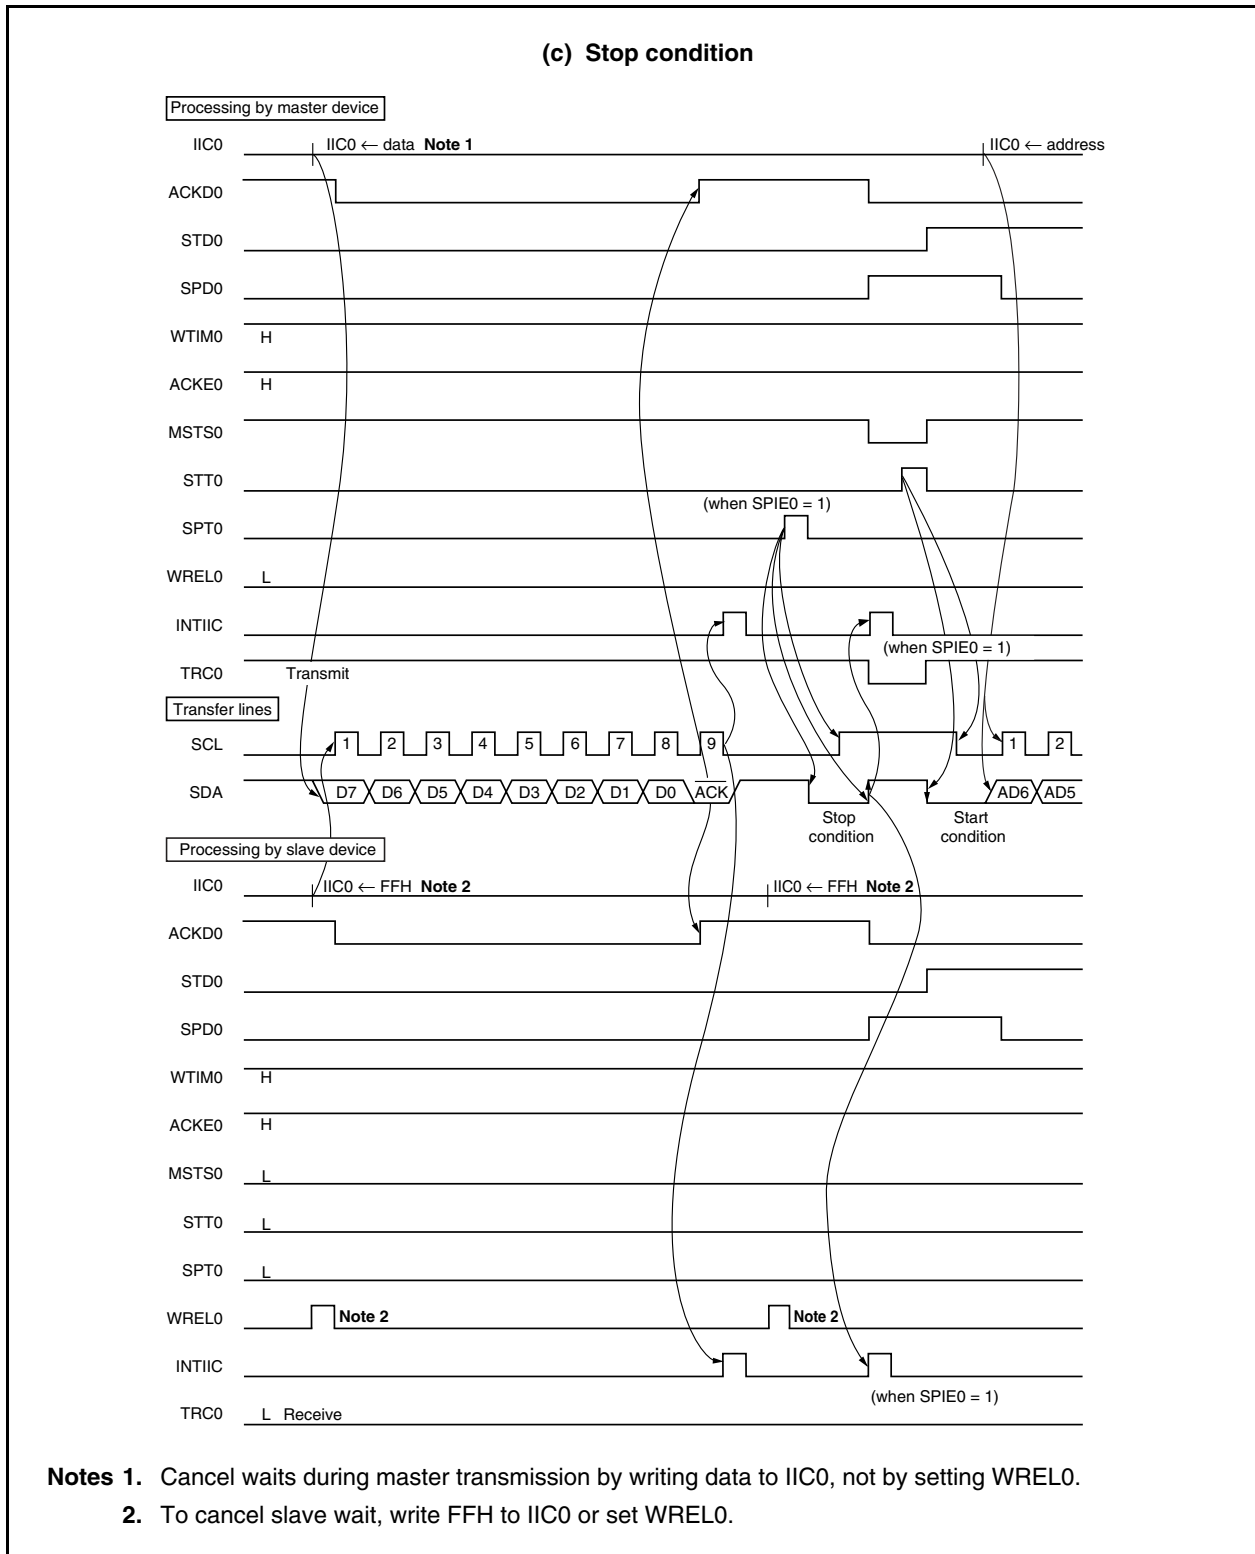 (c) Stop condition
Processing by master device
IIC0 IIC0 ← data Note 1 IIC0 ← address
ACKD0
STD0
SPD0
WTIM0 H
ACKE0 H
MSTS0
STT0
(when SPIE0 = 1)
SPT0
WREL0 L
INTIIC
(when SPIE0 = 1)
TRC0 Transmit
Transfer lines
SCL 1 2 3 4 5 6 7 8 9 1 2
SDA D7 D6 D5 D4 D3 D2 D1 D0 ACK AD6 AD5
Stop Start
condition condition
Processing by slave device
IIC0 IIC0 ← FFH Note 2 IIC0 ← FFH Note 2
ACKD0
STD0
SPD0
WTIM0 H
ACKE0 H
MSTS0 L
STT0 L
SPT0 L
WREL0 Note 2 Note 2
INTIIC
(when SPIE0 = 1)
TRC0 L Receive
Notes 1. Cancel waits during master transmission by writing data to IIC0, not by setting WREL0.
2. To cancel slave wait, write FFH to IIC0 or set WREL0.